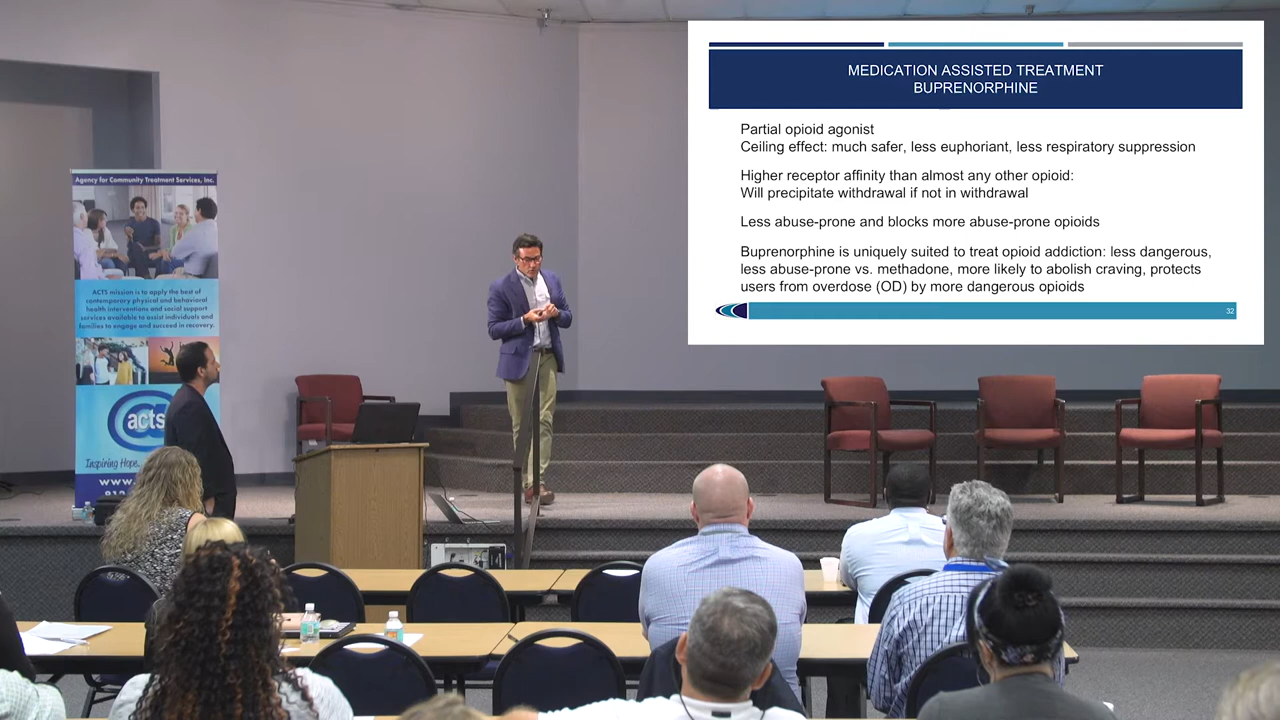 MEDICATION ASSISTED TREATMENT
BUPRENORPHINE
Partial opioid agonist
Ceiling effect: much safer, less euphoriant, less respiratory suppression
Higher receptor affinity than almost any other opioid:
Will precipitate withdrawal if not in withdrawal
Less abuse-prone and blocks more abuse-prone opioids
Buprenorphine is uniquely suited to treat opioid addiction: less dangerous,
less abuse-prone vs. methadone, more likely to abolish craving, protects
users from overdose (OD) by more dangerous opioids
32
Agency for Community Treatment Services, Inc.
ACTS mission is to apply the best of
contemporary physical and behavioral
health interventions and social support
services available to assist individuals and
families to engage and succeed in recovery.
acts
Inspiring Hope.
www.